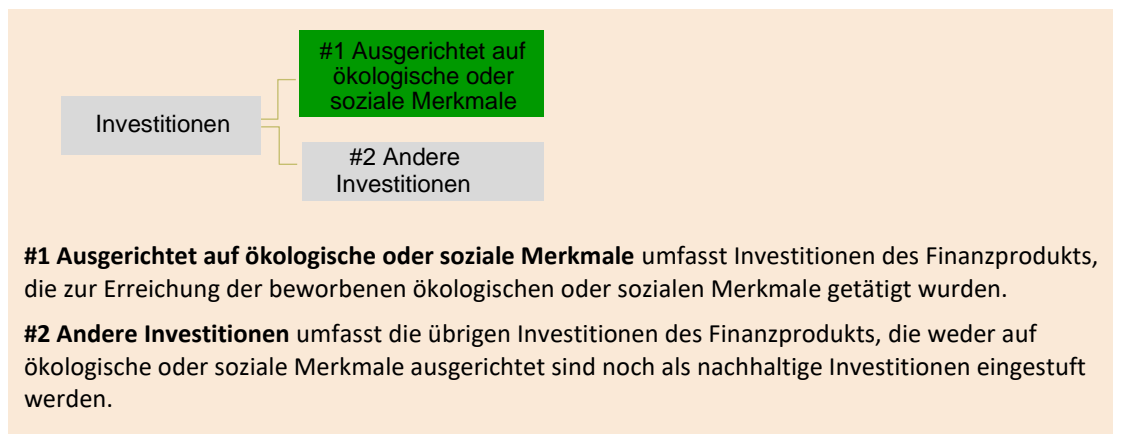 #1 Ausgerichtet auf
ökologische oder
soziale Merkmale
Investitionen
#2 Andere
Investitionen
#1 Ausgerichtet auf ökologische oder soziale Merkmale umfasst Investitionen des Finanzprodukts,
die zur Erreichung der beworbenen ökologischen oder sozialen Merkmale getätigt wurden.
#2 Andere Investitionen umfasst die übrigen Investitionen des Finanzprodukts, die weder auf
ökologische oder soziale Merkmale ausgerichtet sind noch als nachhaltige Investitionen eingestuft
werden.